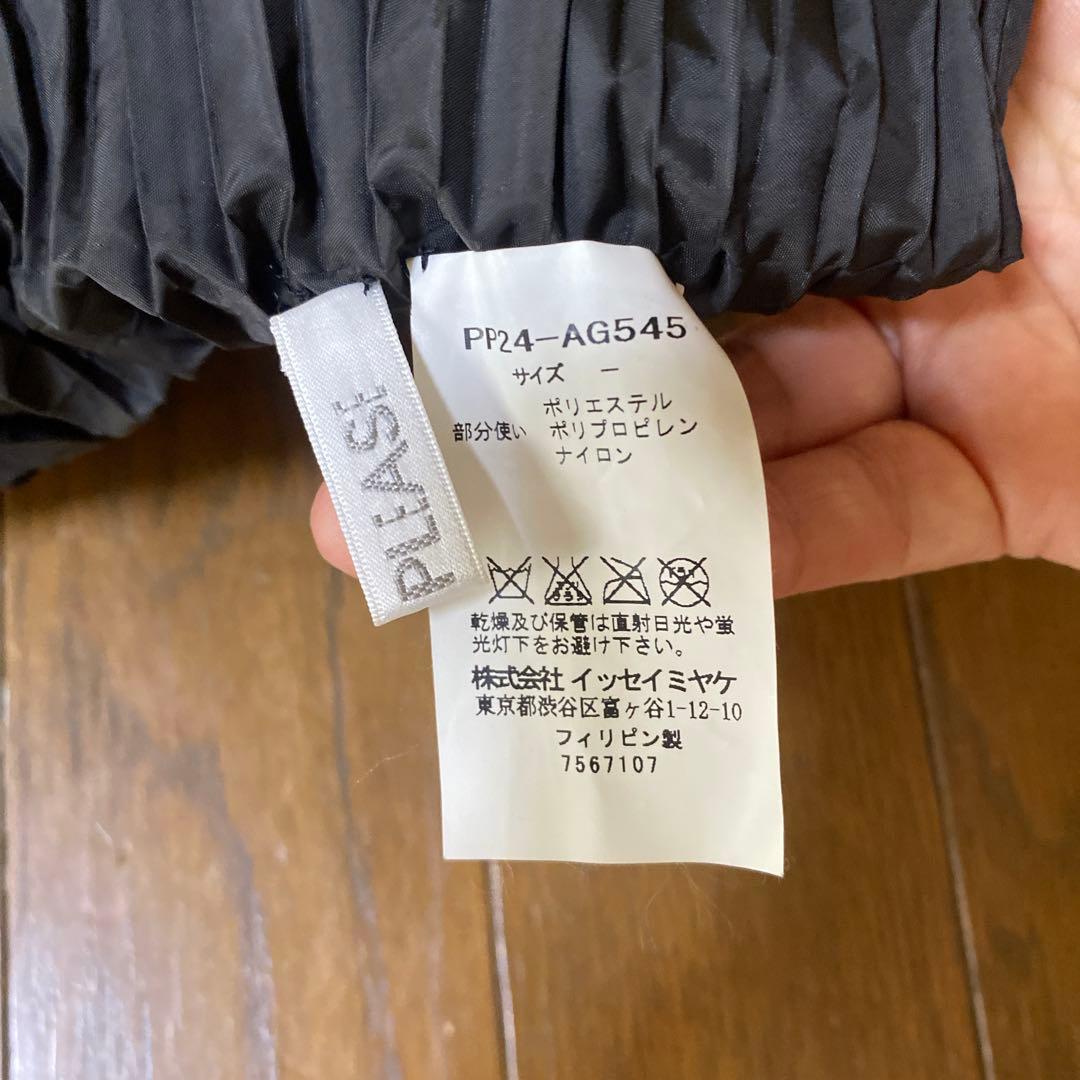 PLEASE
PP24-AG545
サイズ －
ポリエステル
部分使い ポリプロピレン
ナイロン
乾燥及び保管は直射日光や蛍
光灯下をお避け下さい。
株式会社 イッセイミヤケ
東京都渋谷区富ヶ谷1-12-10
フィリピン製
7567107